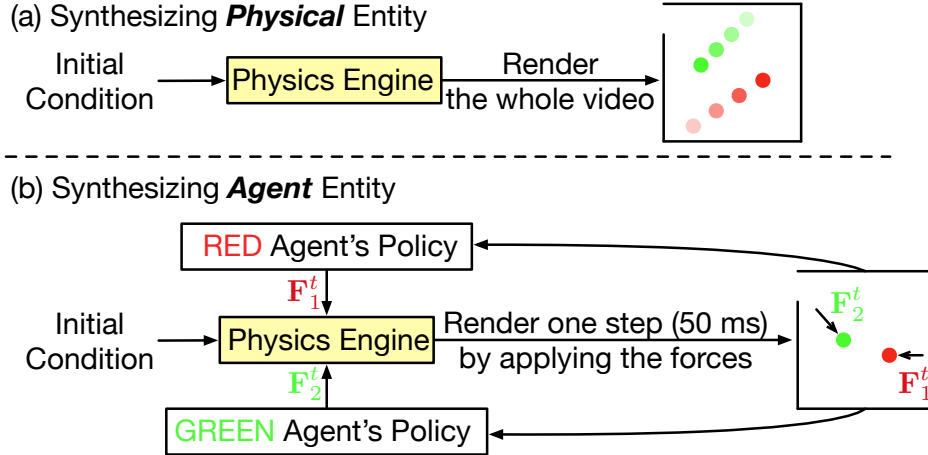 (a) Synthesizing Physical Entity
Initial
Condition
Physics Engine
Render
the whole video
(b) Synthesizing Agent Entity
RED Agent's Policy
F₁ᵗ
Initial
Condition
Physics Engine
Render one step (50 ms)
by applying the forces
F₂ᵗ
F₁ᵗ
F₂ᵗ
GREEN Agent's Policy